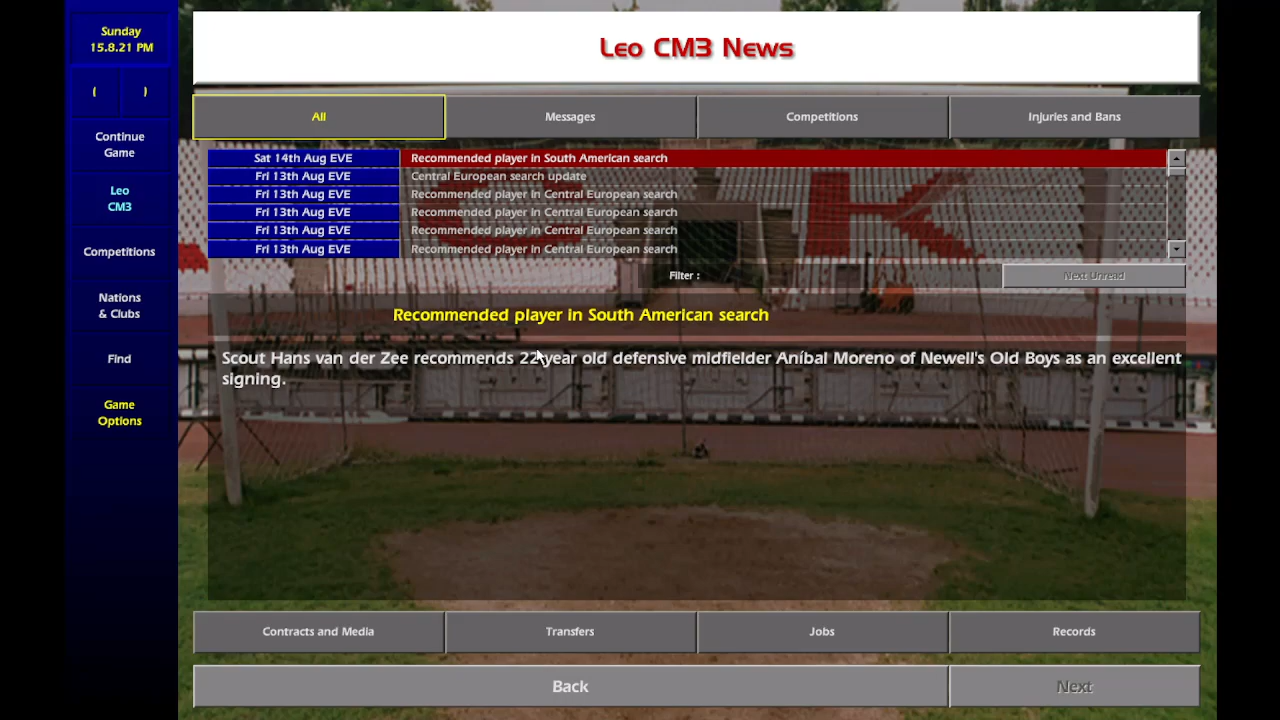 Sunday
15.8.21 PM
Continue
Game
Leo
CM3
Competitions
Nations
& Clubs
Find
Game
Options
Leo CM3 News
All
Messages
Competitions
Injuries and Bans
Sat 14th Aug EVE Recommended player in South American search
Fri 13th Aug EVE Central European search update
Fri 13th Aug EVE Recommended player in Central European search
Fri 13th Aug EVE Recommended player in Central European search
Fri 13th Aug EVE Recommended player in Central European search
Fri 13th Aug EVE Recommended player in Central European search
Filter :
Next Unread
Recommended player in South American search
Scout Hans van der Zee recommends 22 year old defensive midfielder Aníbal Moreno of Newell's Old Boys as an excellent
signing.
Contracts and Media
Transfers
Jobs
Records
Back
Next